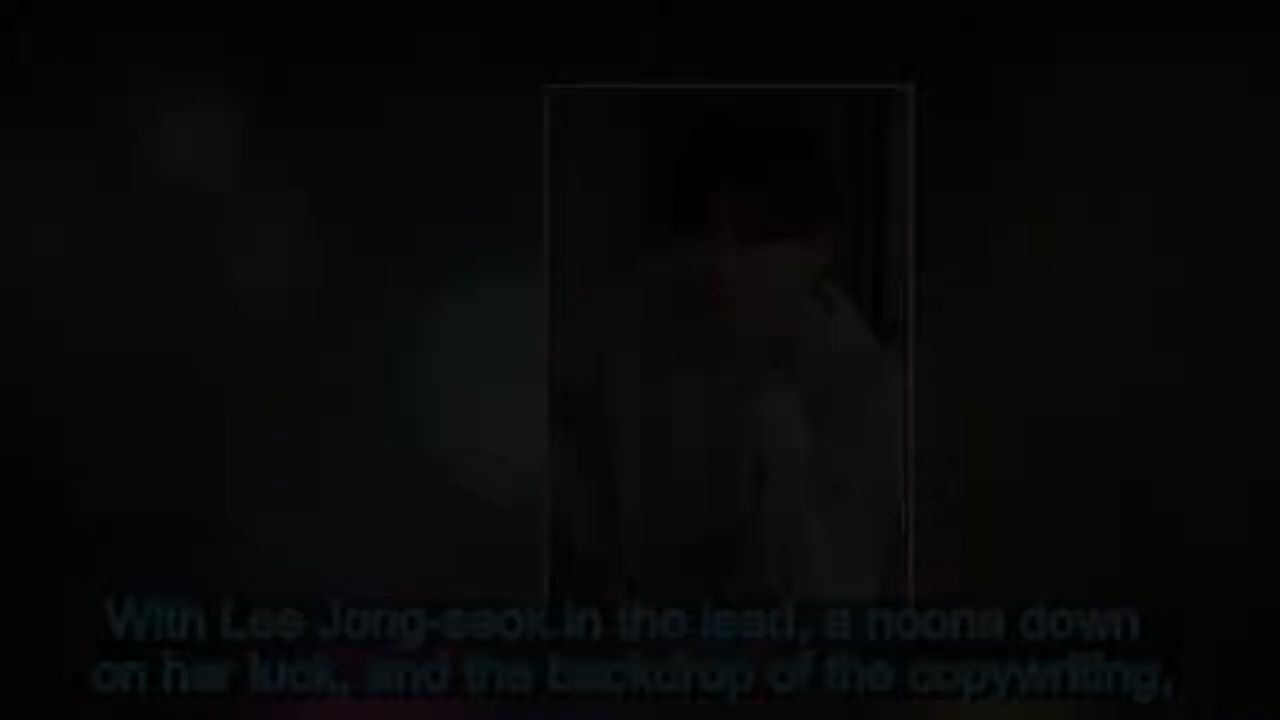 With Lee Jong-seok in the lead, a noona down
on her luck, and the backdrop of the copywriting,